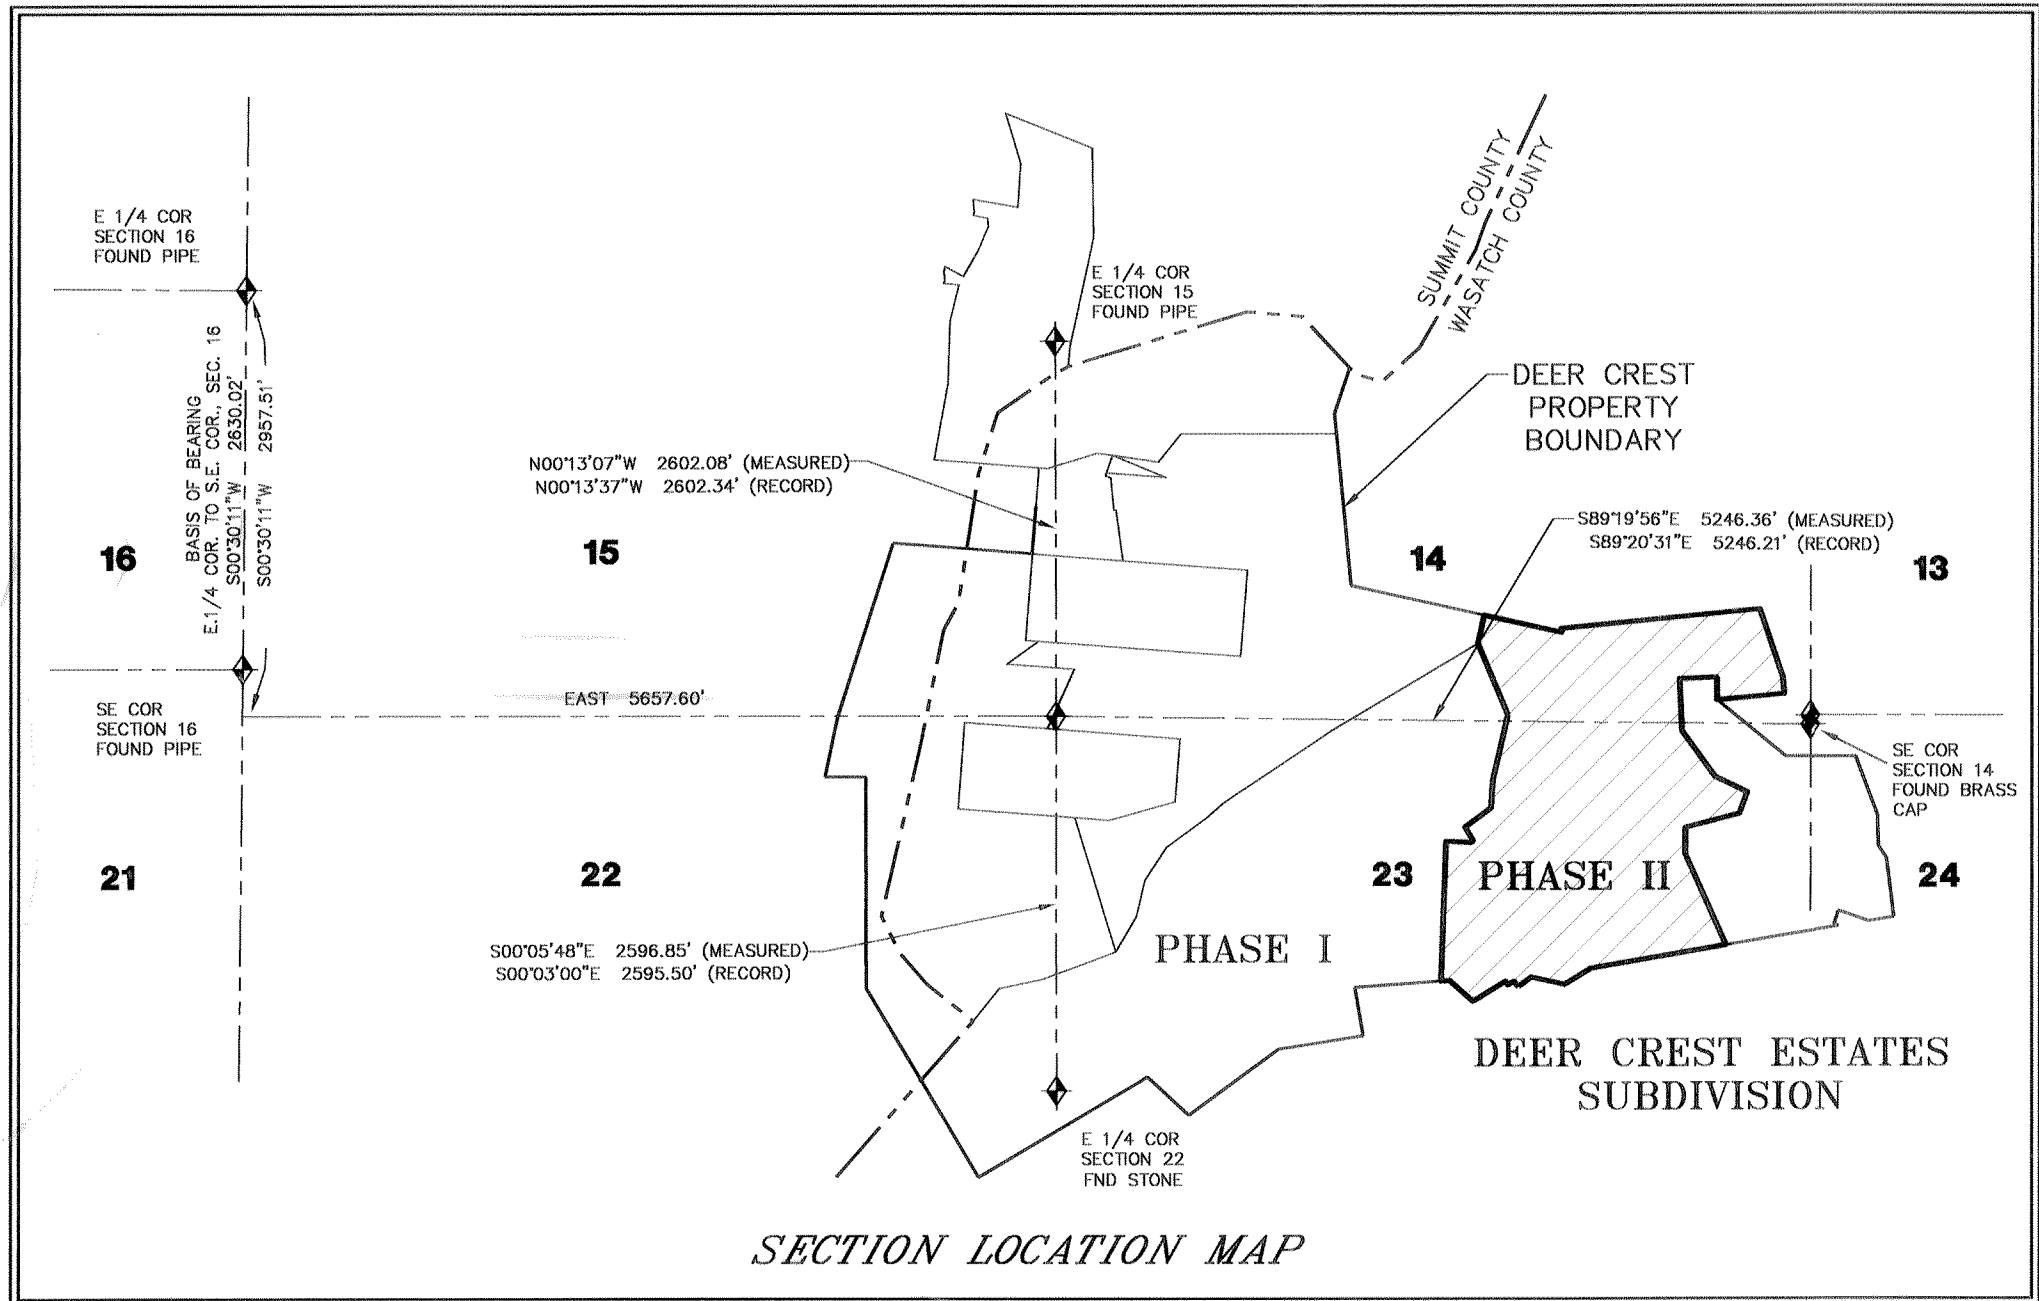 SUMMIT COUNTY
WASATCH COUNTY
E 1/4 COR
SECTION 16
FOUND PIPE
E 1/4 COR
SECTION 15
FOUND PIPE
DEER CREST
PROPERTY
BOUNDARY
BASIS OF BEARING
E.1/4 COR. TO S.E. COR., SEC. 16
S00°30'11"W 2630.02'
S00°30'11"W 2957.51'
N00°13'07"W 2602.08' (MEASURED)
N00°13'37"W 2602.34' (RECORD)
S89°19'56"E 5246.36' (MEASURED)
S89°20'31"E 5246.21' (RECORD)
16
15
14
13
EAST 5657.60'
SE COR
SECTION 16
FOUND PIPE
SE COR
SECTION 14
FOUND BRASS
CAP
21
22
23
PHASE II
24
S00°05'48"E 2596.85' (MEASURED)
S00°03'00"E 2595.50' (RECORD)
PHASE I
DEER CREST ESTATES
SUBDIVISION
E 1/4 COR
SECTION 22
FND STONE
SECTION LOCATION MAP